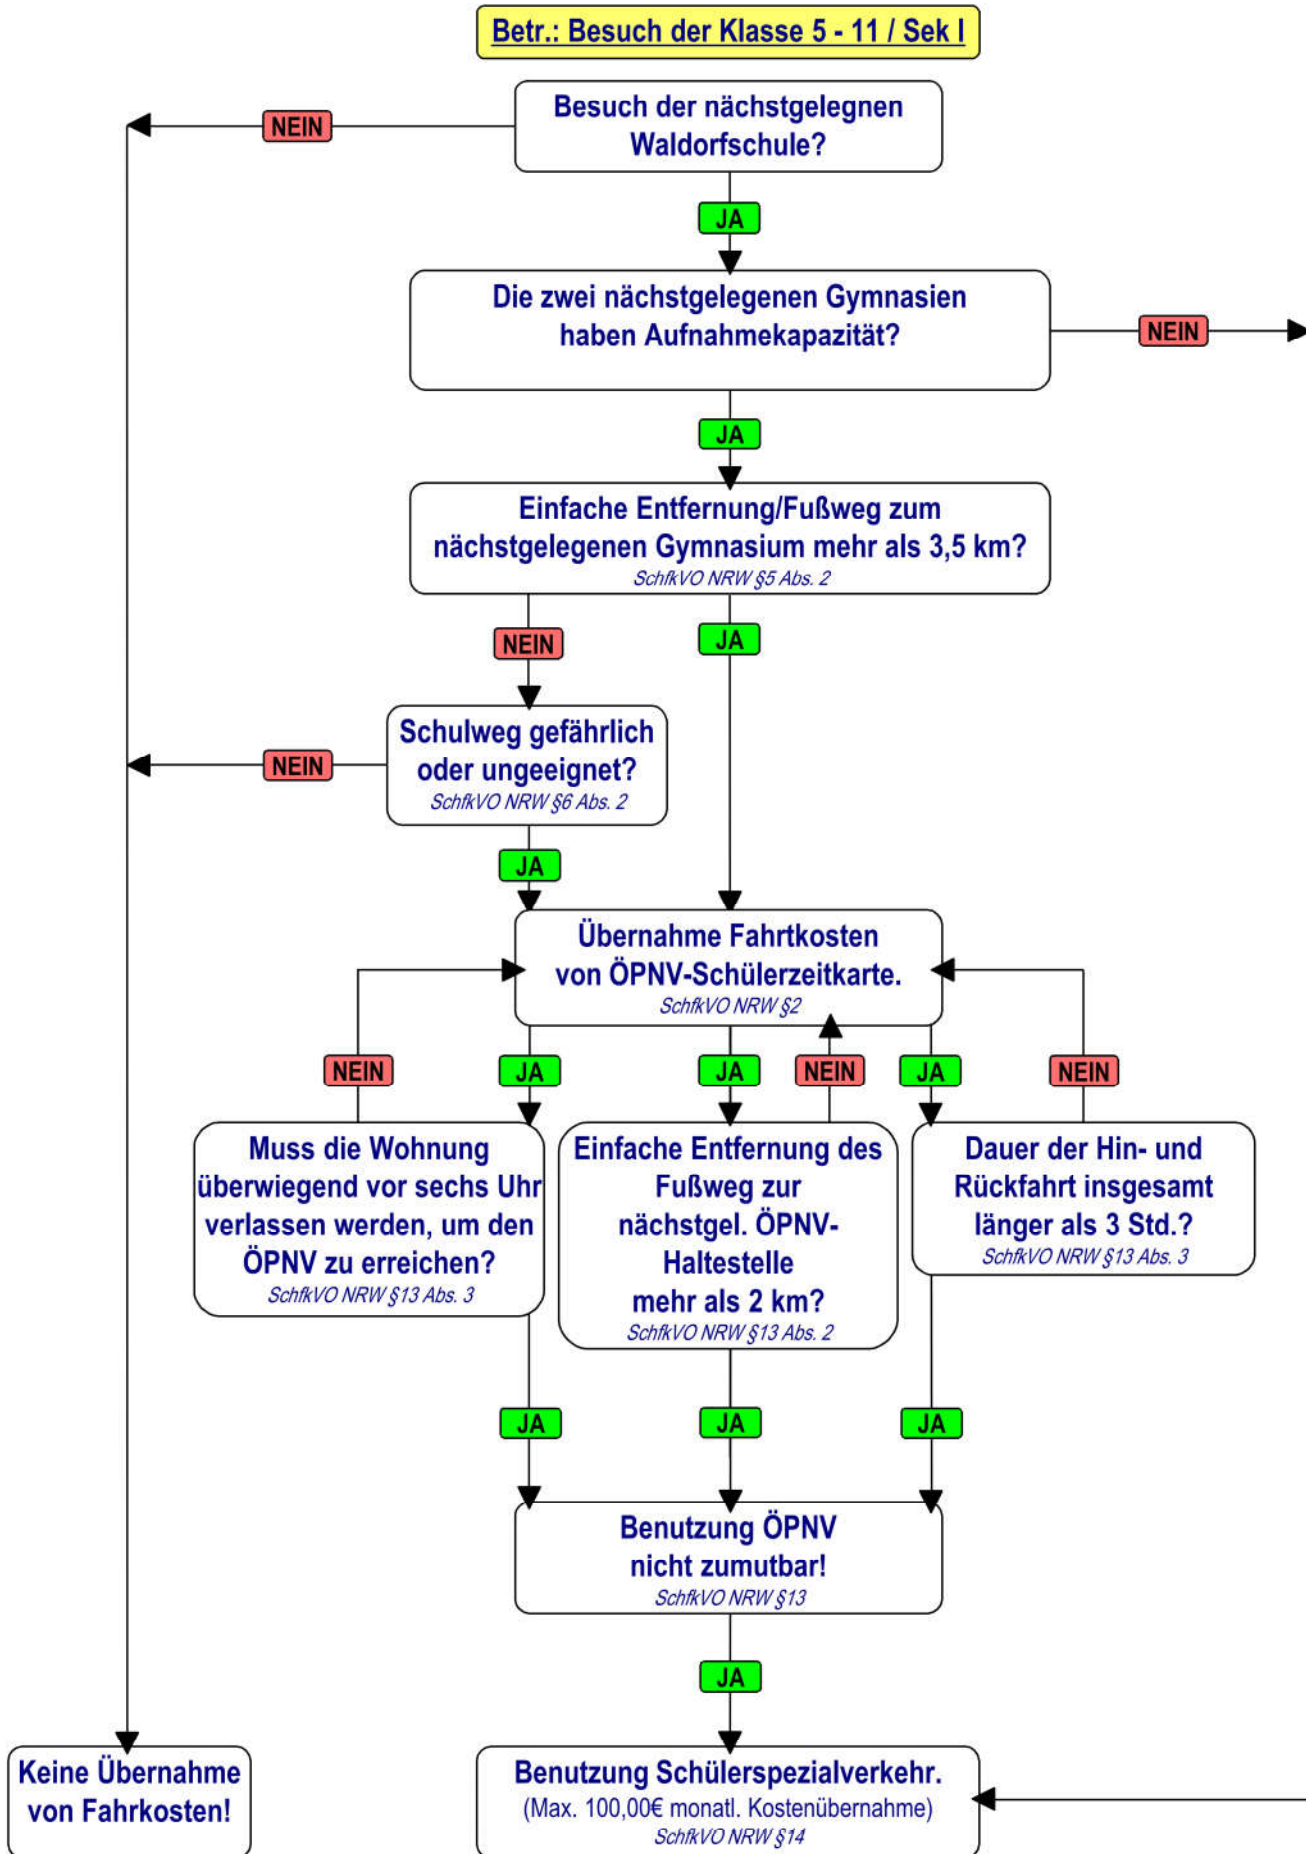 Betr.: Besuch der Klasse 5 - 11 / Sek I
Besuch der nächstgelegnen
Waldorfschule?
NEIN
JA
Die zwei nächstgelegenen Gymnasien
haben Aufnahmekapazität?
NEIN
JA
Einfache Entfernung/Fußweg zum
nächstgelegenen Gymnasium mehr als 3,5 km?
SchfkVO NRW §5 Abs. 2
NEIN
JA
Schulweg gefährlich
oder ungeeignet?
SchfkVO NRW §6 Abs. 2
NEIN
JA
Übernahme Fahrtkosten
von ÖPNV-Schülerzeitkarte.
SchfkVO NRW §2
NEIN
JA
JA
NEIN
JA
NEIN
Muss die Wohnung
überwiegend vor sechs Uhr
verlassen werden, um den
ÖPNV zu erreichen?
SchfkVO NRW §13 Abs. 3
Einfache Entfernung des
Fußweg zur
nächstgel. ÖPNV-
Haltestelle
mehr als 2 km?
SchfkVO NRW §13 Abs. 2
Dauer der Hin- und
Rückfahrt insgesamt
länger als 3 Std.?
SchfkVO NRW §13 Abs. 3
JA
JA
JA
Benutzung ÖPNV
nicht zumutbar!
SchfkVO NRW §13
JA
Keine Übernahme
von Fahrkosten!
Benutzung Schülerspezialverkehr.
(Max. 100,00€ monatl. Kostenübernahme)
SchfkVO NRW §14